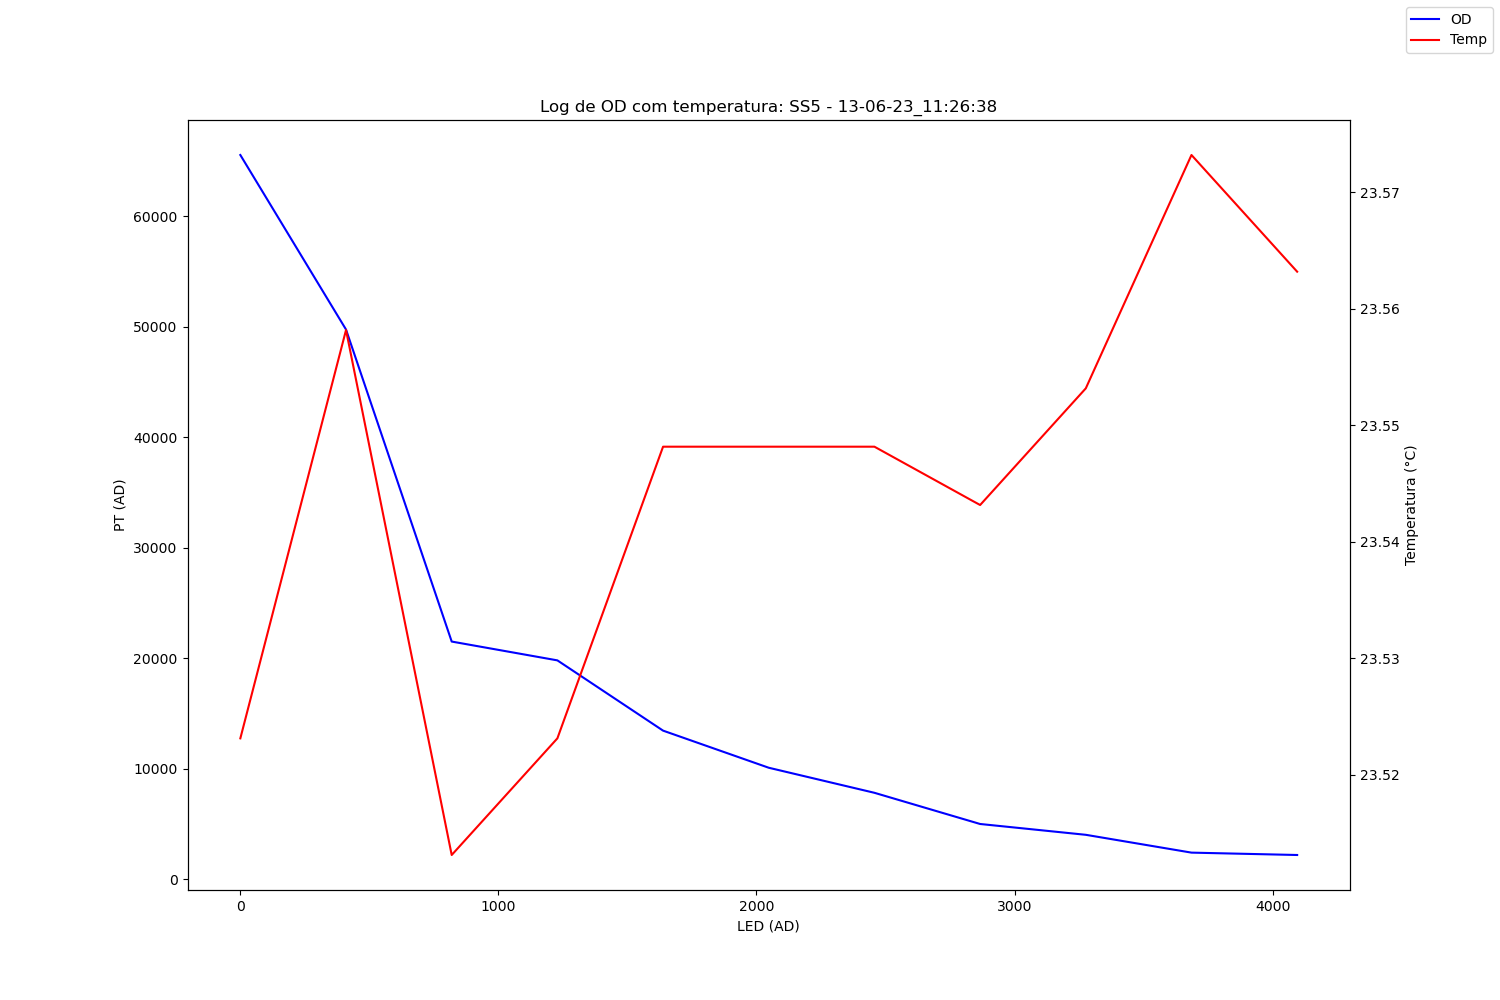 OD
Temp
Log de OD com temperatura: SS5 - 13-06-23_11:26:38
60000
50000
40000
30000
20000
10000
0
PT (AD)
23.57
23.56
23.55
23.54
23.53
23.52
Temperatura (°C)
0 1000 2000 3000 4000
LED (AD)